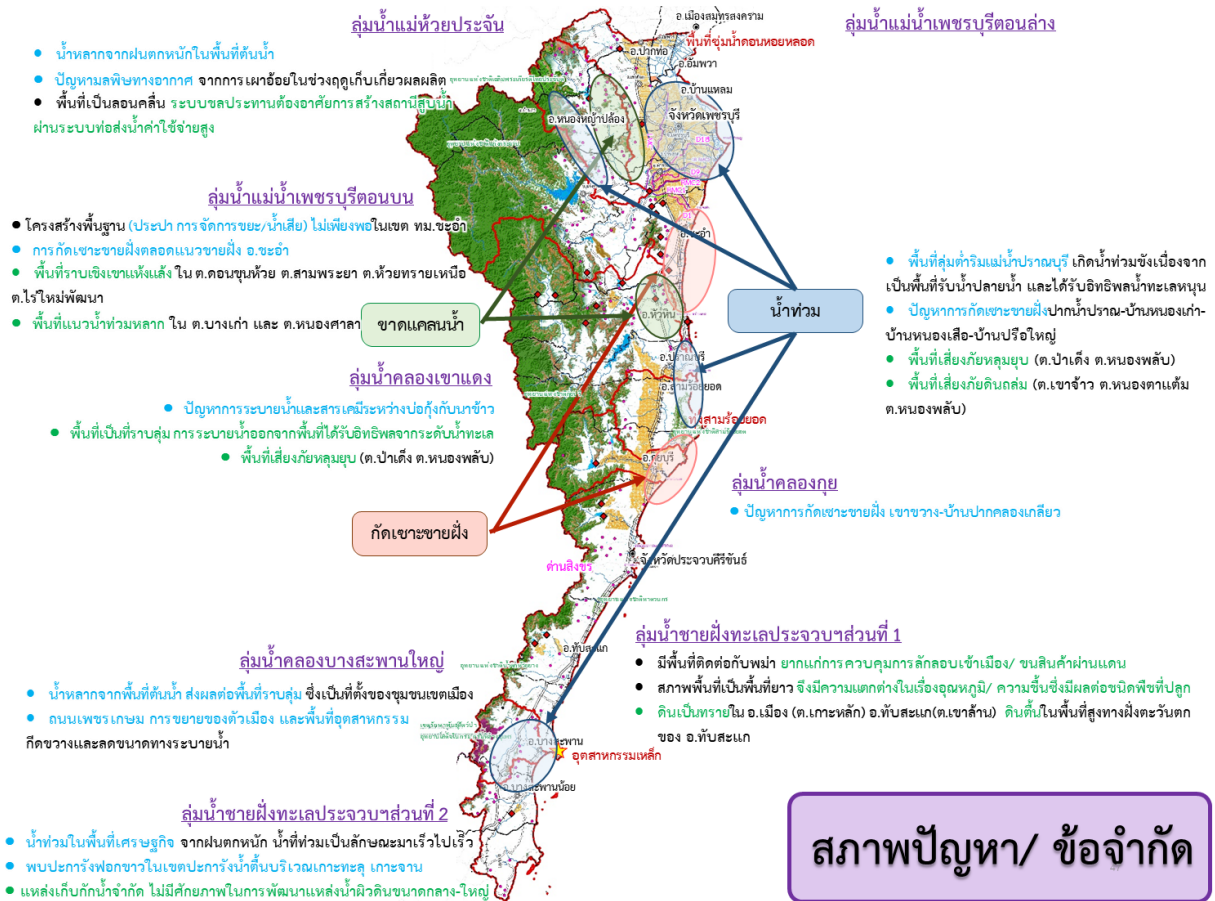 ลุ่มน้ำแม่ห้วยประจัน
น้ำหลากจากฝนตกหนักในพื้นที่ต้นน้ำ
ปัญหามลพิษทางอากาศ จากการเผาอ้อยในช่วงฤดูเก็บเกี่ยวผลผลิต
พื้นที่เป็นลอนคลื่น ระบบชลประทานต้องอาศัยการสร้างสถานีสูบน้ำ
ผ่านระบบท่อส่งน้ำค่าใช้จ่ายสูง
ลุ่มน้ำแม่น้ำเพชรบุรีตอนบน
โครงสร้างพื้นฐาน (ประปา การจัดการขยะ/น้ำเสีย) ไม่เพียงพอในเขต ทม.ชะอำ
การกัดเซาะชายฝั่งตลอดแนวชายฝั่ง อ.ชะอำ
พื้นที่ราบเชิงเขาแห้งแล้ง ใน ต.ดอนขุนห้วย ต.สามพระยา ต.ห้วยทรายเหนือ
ต.ไร่ใหม่พัฒนา
พื้นที่แนวน้ำท่วมหลาก ใน ต.บางเก่า และ ต.หนองศาลา
ขาดแคลนน้ำ
ลุ่มน้ำคลองเขาแดง
ปัญหาการระบายน้ำและสารเคมีระหว่างบ่อกุ้งกับนาข้าว
พื้นที่เป็นที่ราบลุ่ม การระบายน้ำออกจากพื้นที่ได้รับอิทธิพลจากระดับน้ำทะเล
พื้นที่เสี่ยงภัยหลุมยุบ (ต.ป่าเด็ง ต.หนองพลับ)
กัดเซาะชายฝั่ง
ลุ่มน้ำคลองบางสะพานใหญ่
น้ำหลากจากพื้นที่ต้นน้ำ ส่งผลต่อพื้นที่ราบลุ่ม ซึ่งเป็นที่ตั้งของชุมชนเขตเมือง
ถนนเพชรเกษม การขยายของตัวเมือง และพื้นที่อุตสาหกรรม
กีดขวางและลดขนาดทางระบายน้ำ
ลุ่มน้ำชายฝั่งทะเลประจวบฯส่วนที่ 2
น้ำท่วมในพื้นที่เศรษฐกิจ จากฝนตกหนัก น้ำที่ท่วมเป็นลักษณะมาเร็วไปเร็ว
พบปะการังฟอกขาวในเขตปะการังน้ำตื้นบริเวณเกาะทะลุ เกาะจาน
แหล่งเก็บกักน้ำจำกัด ไม่มีศักยภาพในการพัฒนาแหล่งน้ำผิวดินขนาดกลาง-ใหญ่
อ.เมืองสมุทรสงคราม
พื้นที่ชุ่มน้ำดอนหอยหลอด
อ.ปากท่อ
อ.อัมพวา
อ.บ้านแหลม
จังหวัดเพชรบุรี
อ.หนองหญ้าปล้อง
อ.ชะอำ
อ.หัวหิน
อ.ปราณบุรี
อ.สามร้อยยอด
ทุ่งสามร้อยยอด
อ.กุยบุรี
จังหวัดประจวบคีรีขันธ์
ด่านสิงขร
อ.ทับสะแก
อ.บางสะพาน
อุตสาหกรรมเหล็ก
อ.บางสะพานน้อย
ลุ่มน้ำแม่น้ำเพชรบุรีตอนล่าง
น้ำท่วม
พื้นที่ลุ่มต่ำริมแม่น้ำปราณบุรี เกิดน้ำท่วมขังเนื่องจาก
เป็นพื้นที่รับน้ำปลายน้ำ และได้รับอิทธิพลน้ำทะเลหนุน
ปัญหาการกัดเซาะชายฝั่งปากน้ำปราณ-บ้านหนองเก่า-
บ้านหนองเสือ-บ้านปรือใหญ่
พื้นที่เสี่ยงภัยหลุมยุบ (ต.ป่าเด็ง ต.หนองพลับ)
พื้นที่เสี่ยงภัยดินถล่ม (ต.เขาจ้าว ต.หนองตาแต้ม
ต.หนองพลับ)
ลุ่มน้ำคลองกุย
ปัญหาการกัดเซาะชายฝั่ง เขาขวาง-บ้านปากคลองเกลียว
ลุ่มน้ำชายฝั่งทะเลประจวบฯส่วนที่ 1
มีพื้นที่ติดต่อกับพม่า ยากแก่การควบคุมการลักลอบเข้าเมือง/ ขนสินค้าผ่านแดน
สภาพพื้นที่เป็นพื้นที่ยาว จึงมีความแตกต่างในเรื่องอุณหภูมิ/ ความชื้นซึ่งมีผลต่อชนิดพืชที่ปลูก
ดินเป็นทรายใน อ.เมือง (ต.เกาะหลัก) อ.ทับสะแก(ต.เขาล้าน) ดินตื้นในพื้นที่สูงทางฝั่งตะวันตก
ของ อ.ทับสะแก
สภาพปัญหา/ ข้อจำกัด